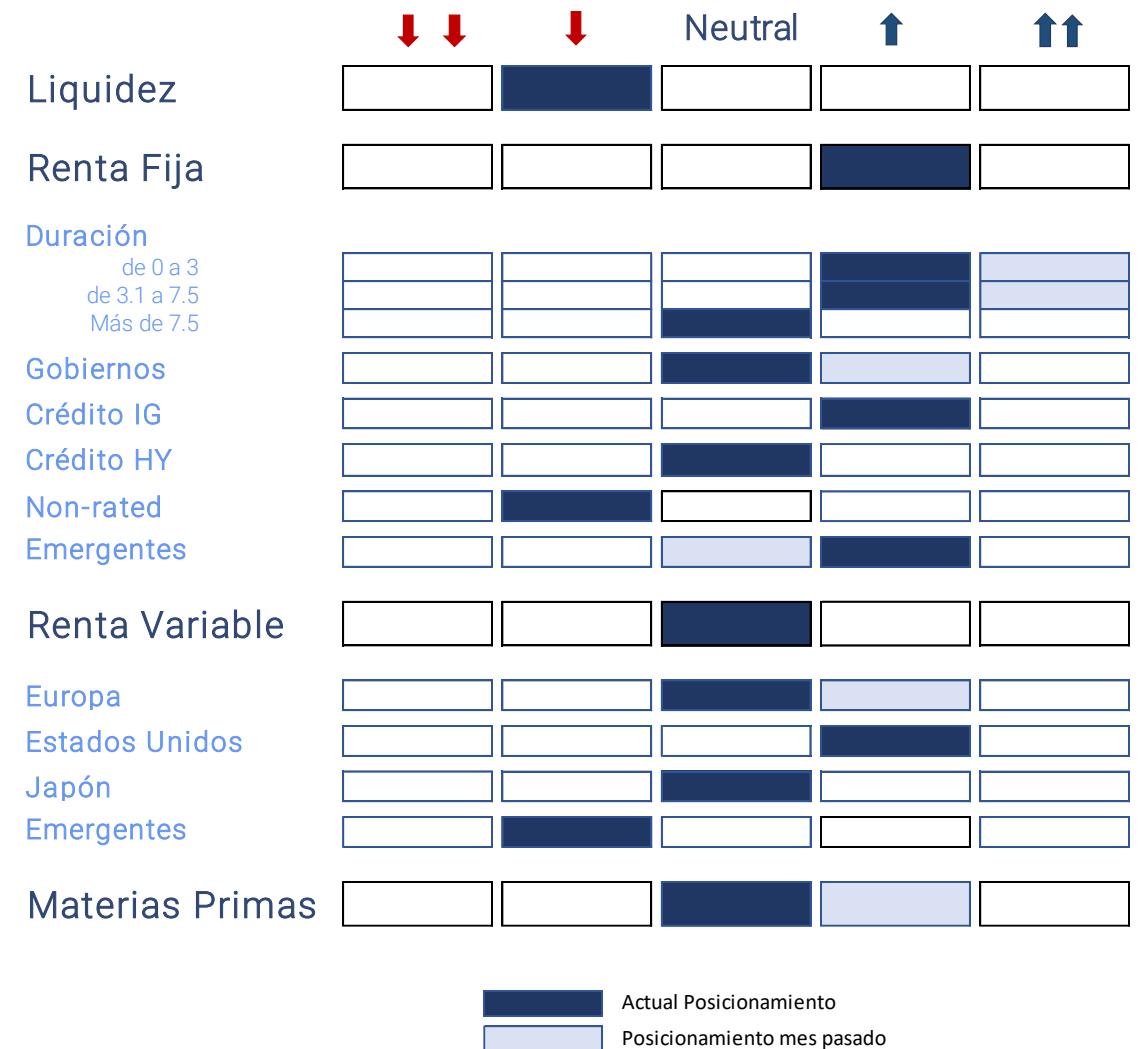 Neutral
Liquidez
Renta Fija
Duración
de 0 a 3
de 3.1 a 7.5
Más de 7.5
Gobiernos
Crédito IG
Crédito HY
Non-rated
Emergentes
Renta Variable
Europa
Estados Unidos
Japón
Emergentes
Materias Primas
Actual Posicionamiento
Posicionamiento mes pasado